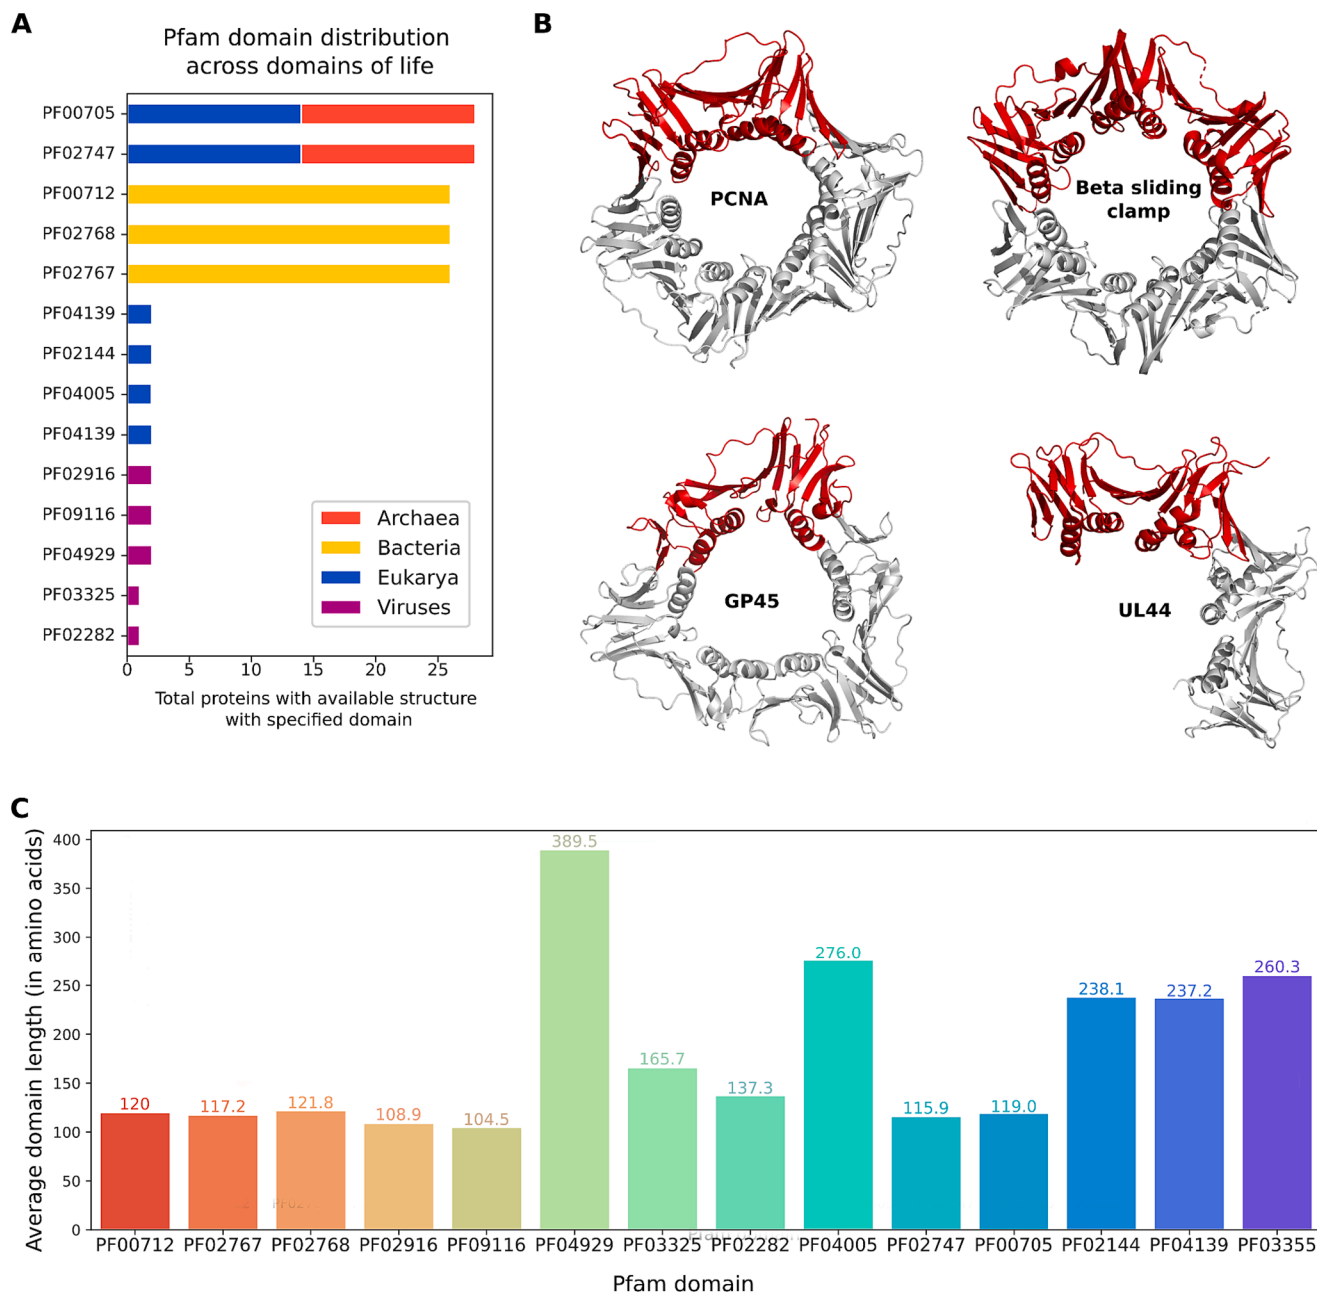 A
Pfam domain distribution
across domains of life
PF00705
PF02747
PF00712
PF02768
PF02767
PF04139
PF02144
PF04005
PF04139
PF02916
PF09116
PF04929
PF03325
PF02282
Archaea
Bacteria
Eukarya
Viruses
0 5 10 15 20 25
Total proteins with available structure
with specified domain
B
PCNA
Beta sliding
clamp
GP45
UL44
C
Average domain length (in amino acids)
400
350
300
250
200
150
100
50
0
120
117.2
121.8
108.9
104.5
389.5
165.7
137.3
276.0
115.9
119.0
238.1
237.2
260.3
PF00712 PF02767 PF02768 PF02916 PF09116 PF04929 PF03325 PF02282 PF04005 PF02747 PF00705 PF02144 PF04139 PF03355
Pfam domain